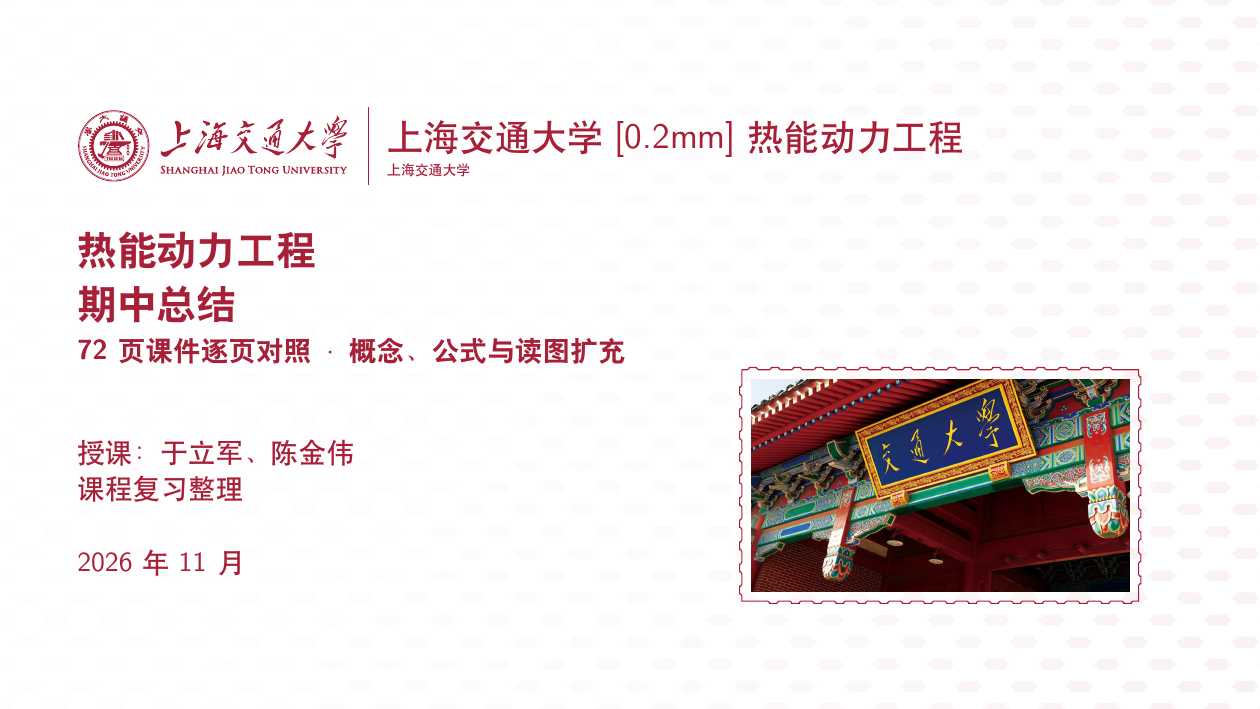 上海交通大学
SHANGHAI JIAO TONG UNIVERSITY
上海交通大学 [0.2mm] 热能动力工程
上海交通大学
热能动力工程
期中总结
72 页课件逐页对照 · 概念、公式与读图扩充
授课：于立军、陈金伟
课程复习整理
2026 年 11 月
交通大學